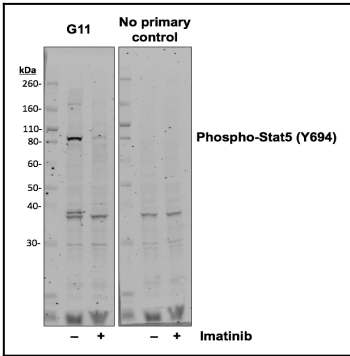 G11
No primary
control
kDa
260-
160-
110-
80-
60-
50-
40-
30-
Phospho-Stat5 (Y694)
– + – + Imatinib